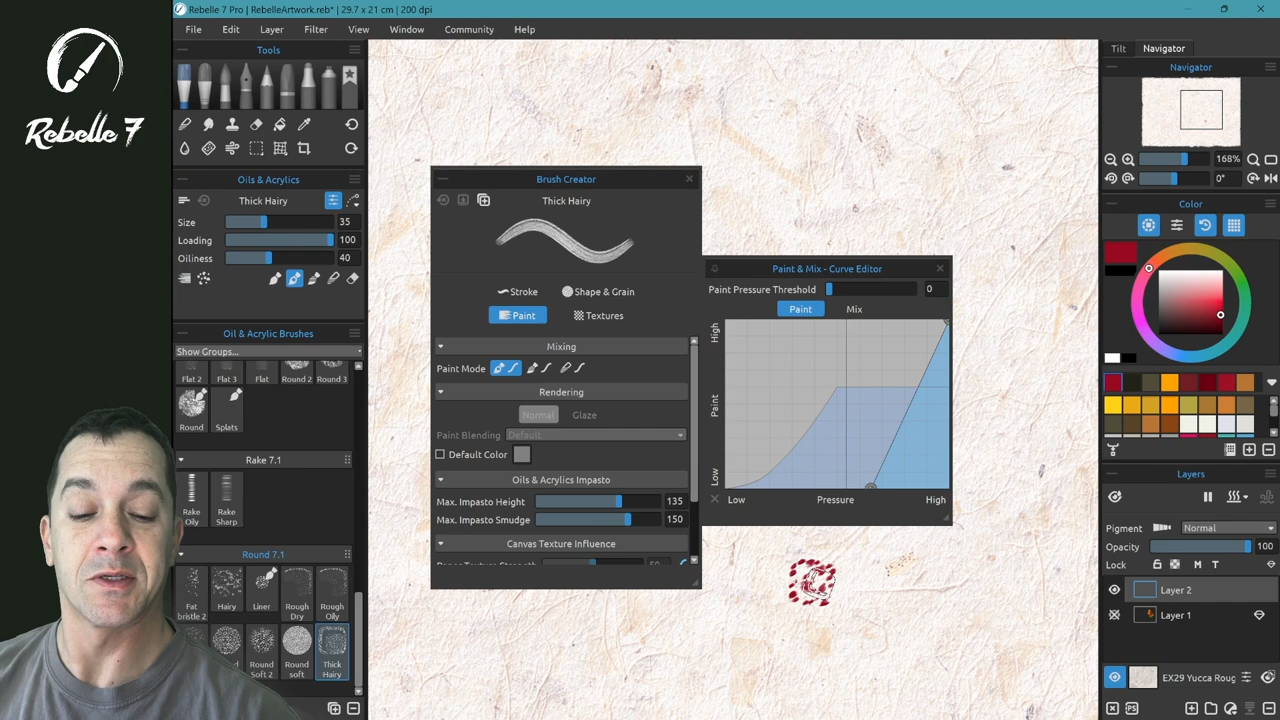 Rebelle 7 Pro | RebelleArtwork.reb* | 29.7 x 21 cm | 200 dpi
File Edit Layer Filter View Window Community Help
Rebelle 7
Tools
Oils & Acrylics
Thick Hairy
Size 35
Loading 100
Oiliness 40
Oil & Acrylic Brushes
Show Groups...
Flat 2 Flat 3 Flat Round 2 Round 3
Round Splats
Rake 7.1
Rake Oily Rake Sharp
Round 7.1
Fat bristle 2 Hairy Liner Rough Dry Rough Oily
Round Soft 2 Round soft Thick Hairy
Brush Creator
Thick Hairy
Stroke Shape & Grain
Paint Textures
Mixing
Paint Mode
Rendering
Normal Glaze
Paint Blending Default
Default Color
Oils & Acrylics Impasto
Max. Impasto Height 135
Max. Impasto Smudge 150
Canvas Texture Influence
Paint & Mix - Curve Editor
Paint Pressure Threshold 0
Paint Mix
High
Paint
Low
Low Pressure High
Tilt Navigator
Navigator
168%
0°
Color
Layers
Pigment Normal
Opacity 100
Lock M T
Layer 2
Layer 1
EX29 Yucca Roug
PS